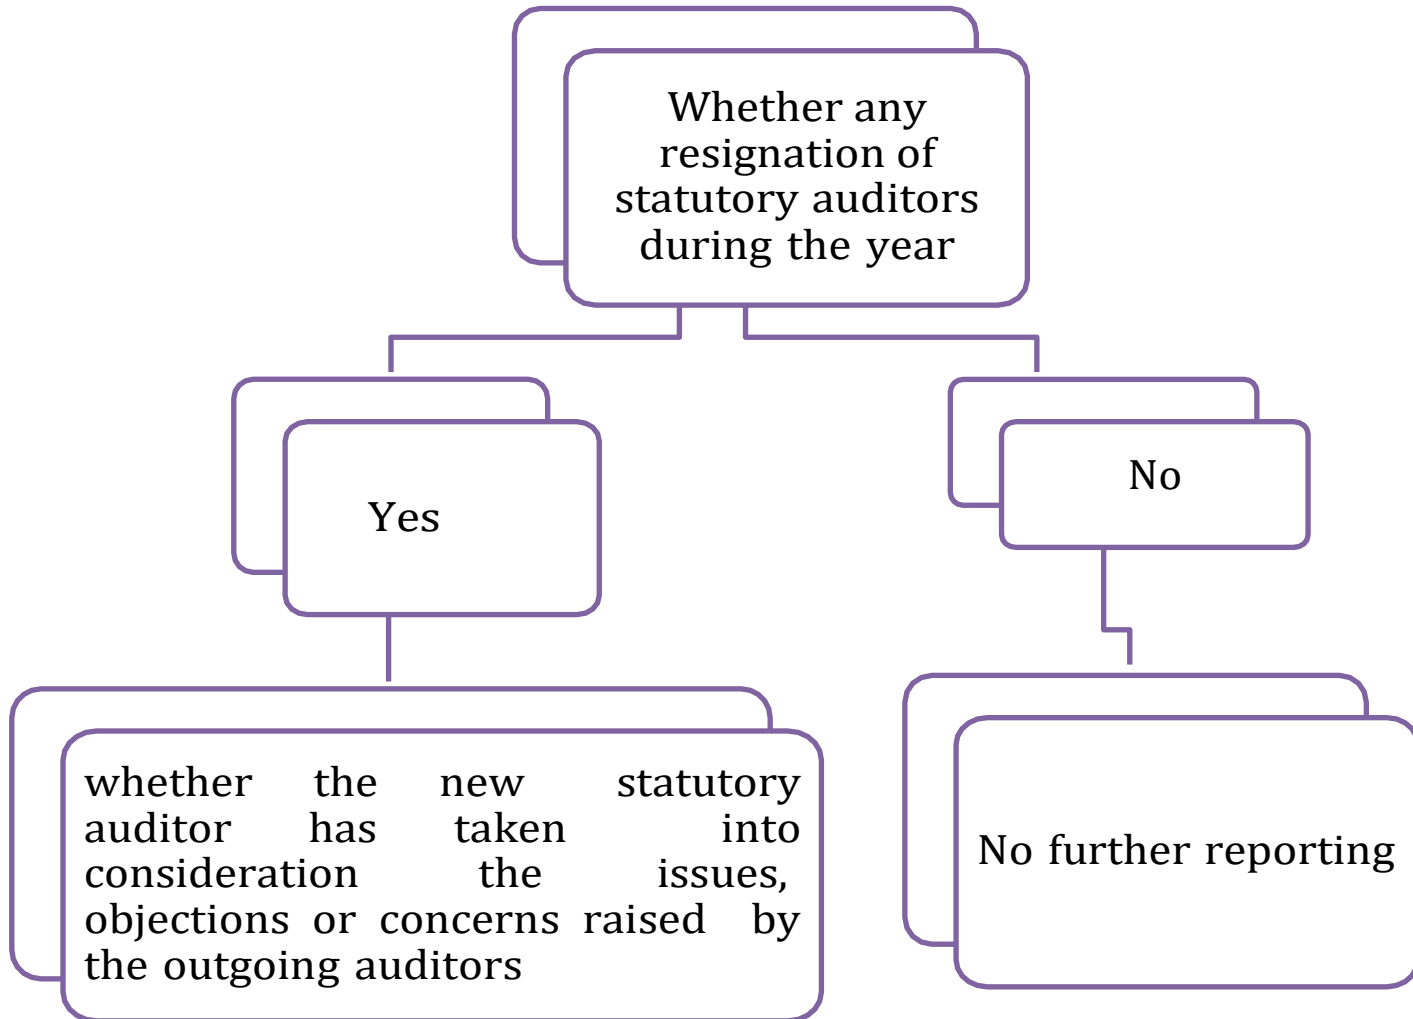 Whether any
resignation of
statutory auditors
during the year
Yes
No
whether the new statutory
auditor has taken into
consideration the issues,
objections or concerns raised by
the outgoing auditors
No further reporting